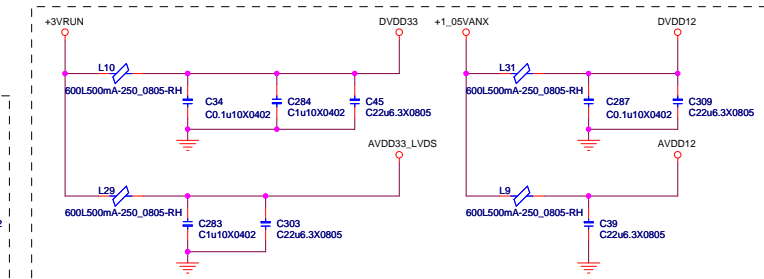 +3VRUN
DVDD33
+1_05VANX
DVDD12
L10
600L500mA-250_0805-RH
C34
C0.1u10X0402
C284
C1u10X0402
C45
C22u6.3X0805
L31
600L500mA-250_0805-RH
C287
C0.1u10X0402
C309
C22u6.3X0805
AVDD33_LVDS
AVDD12
L29
600L500mA-250_0805-RH
C283
C1u10X0402
C303
C22u6.3X0805
L9
600L500mA-250_0805-RH
C39
C22u6.3X0805